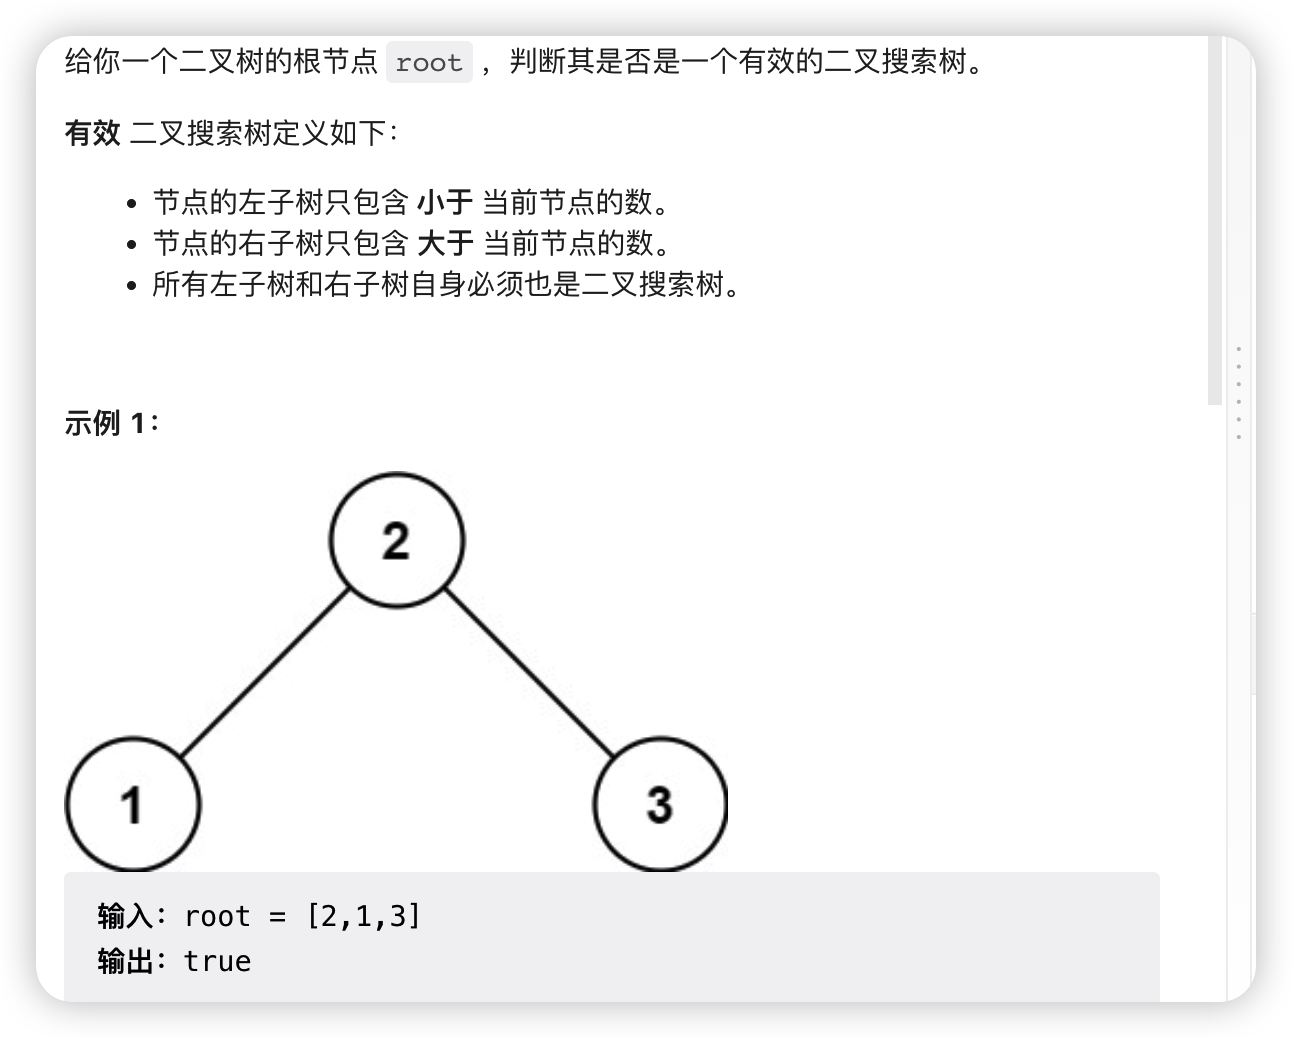 给你一个二叉树的根节点 root ，判断其是否是一个有效的二叉搜索树。
有效 二叉搜索树定义如下：
• 节点的左子树只包含 小于 当前节点的数。
• 节点的右子树只包含 大于 当前节点的数。
• 所有左子树和右子树自身必须也是二叉搜索树。
示例 1：
2
1 3
输入：root = [2,1,3]
输出：true